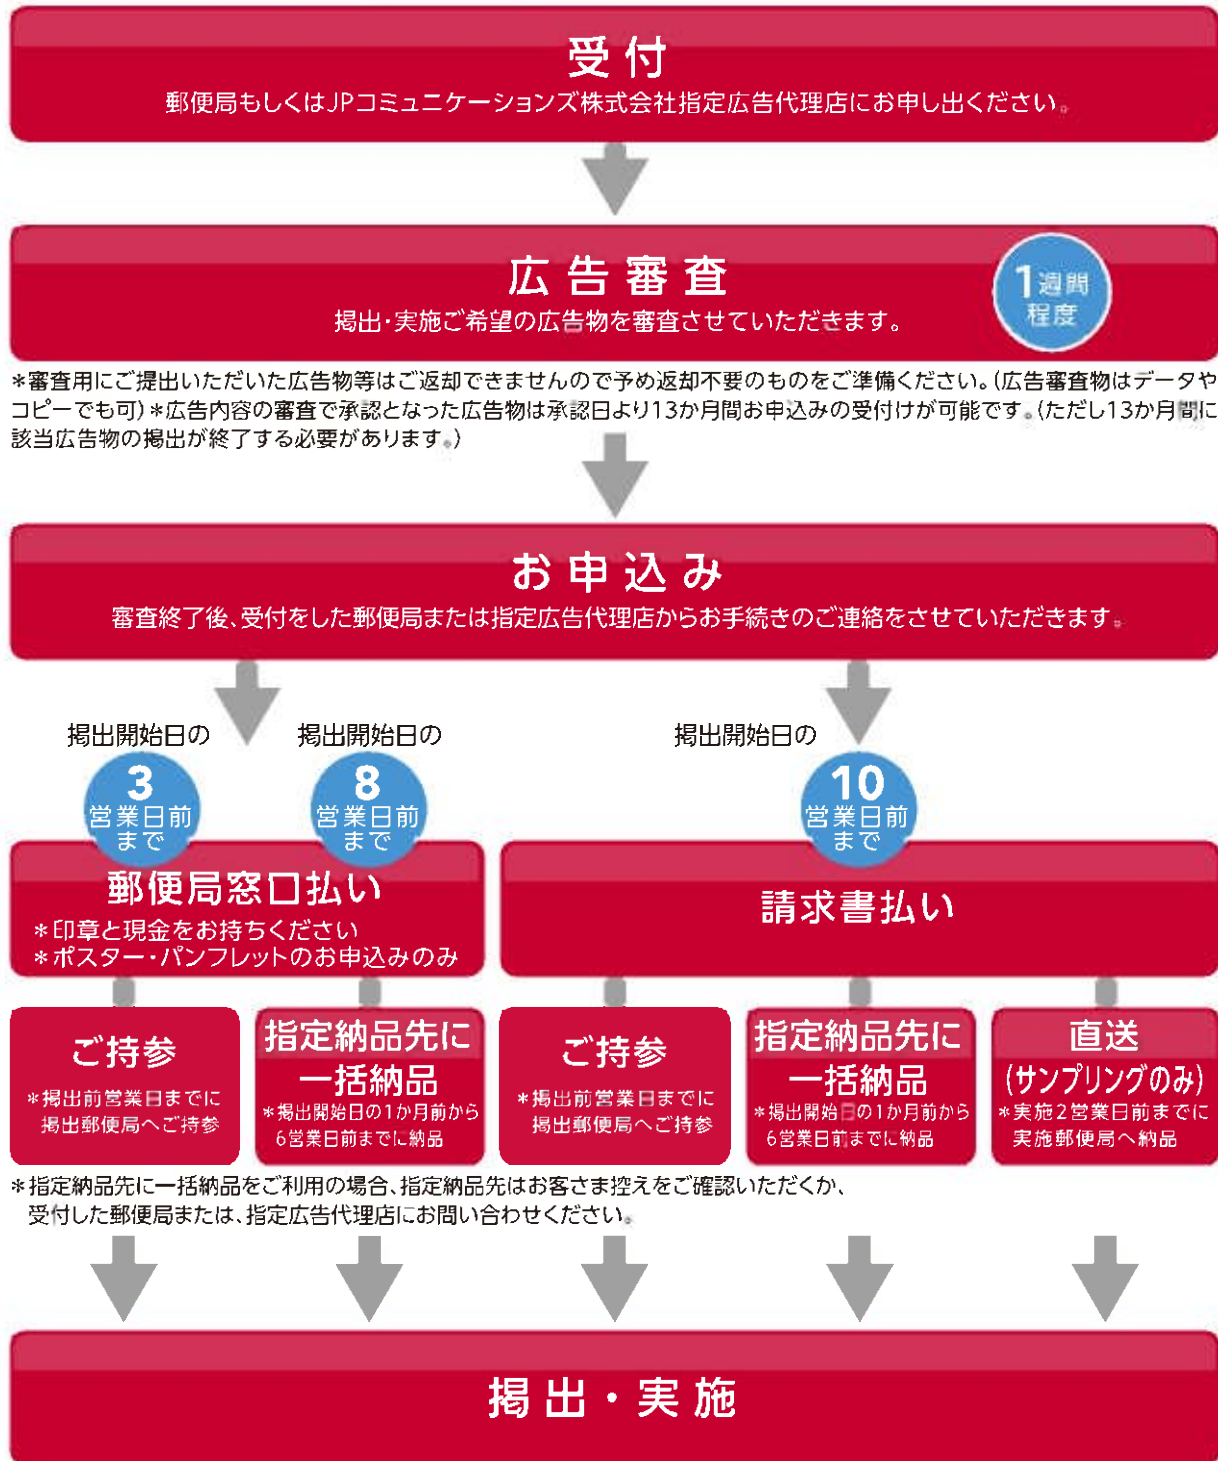 受付
郵便局もしくはJPコミュニケーションズ株式会社指定広告代理店にお申し出ください。
広告審査
掲出・実施ご希望の広告物を審査させていただきます。
1週間
程度
*審査用にご提出いただいた広告物等はご返却できませんので予め返却不要のものをご準備ください。(広告審査物はデータや
コピーでも可)*広告内容の審査で承認となった広告物は承認日より13か月間お申込みの受付けが可能です。(ただし13か月間に
該当広告物の掲出が終了する必要があります。)
お申込み
審査終了後、受付をした郵便局または指定広告代理店からお手続きのご連絡をさせていただきます。
掲出開始日の
3
営業日前
まで
掲出開始日の
8
営業日前
まで
掲出開始日の
10
営業日前
まで
郵便局窓口払い
*印章と現金をお持ちください
*ポスター・パンフレットのお申込みのみ
請求書払い
ご持参
*掲出前営業日までに
掲出郵便局へご持参
指定納品先に
一括納品
*掲出開始日の1か月前から
6営業日前までに納品
ご持参
*掲出前営業日までに
掲出郵便局へご持参
指定納品先に
一括納品
*掲出開始日の1か月前から
6営業日前までに納品
直送
(サンプリングのみ)
*実施2営業日前までに
実施郵便局へ納品
*指定納品先に一括納品をご利用の場合、指定納品先はお客さま控えをご確認いただくか、
受付した郵便局または、指定広告代理店にお問い合わせください。
掲出・実施